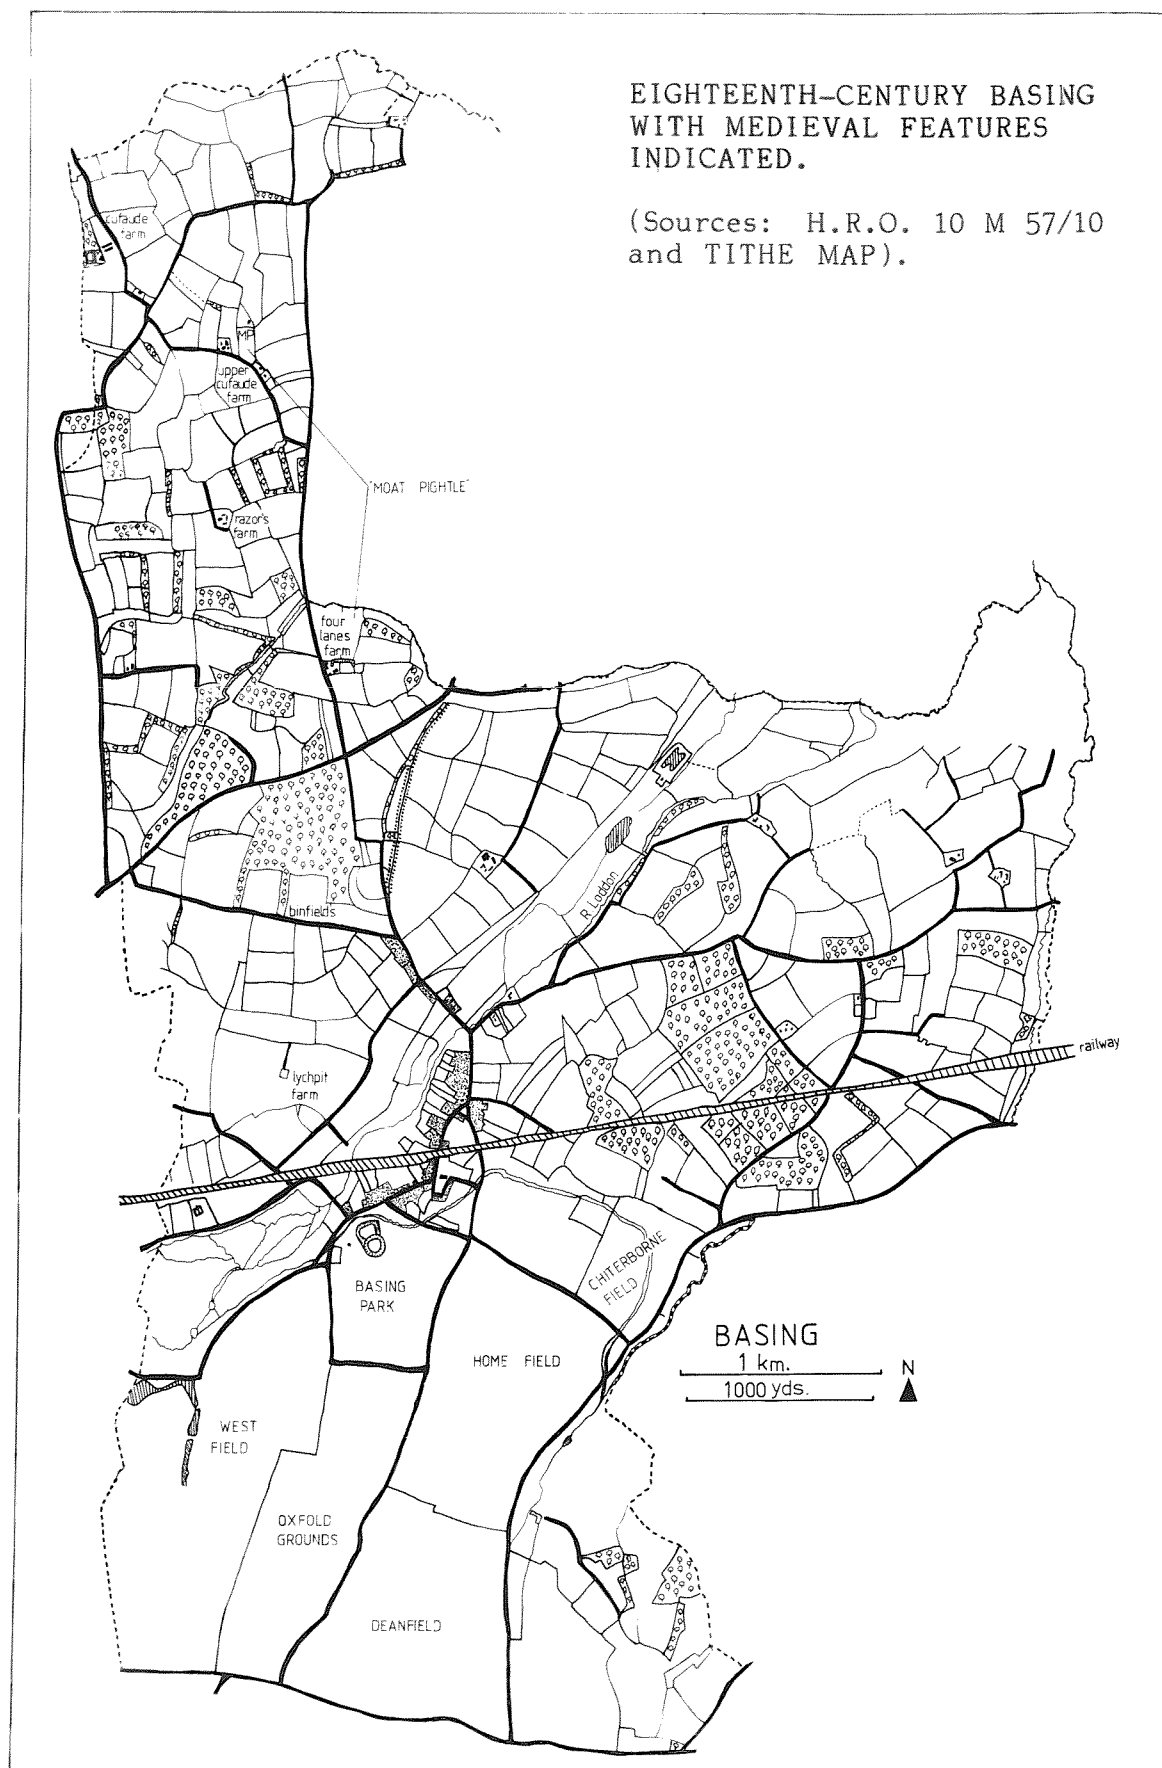 EIGHTEENTH-CENTURY BASING
WITH MEDIEVAL FEATURES
INDICATED.
(Sources: H.R.O. 10 M 57/10
and TITHE MAP).
cufaude
farm
MP
upper
cufaude
farm
"MOAT PIGHTLE"
razor's
farm
four
lanes
farm
R. Loddon
binfields
railway
lychpit
farm
CHITERBORNE
FIELD
BASING
PARK
BASING
1 km.
1000 yds.
N
HOME FIELD
WEST
FIELD
OXFOLD
GROUNDS
DEANFIELD